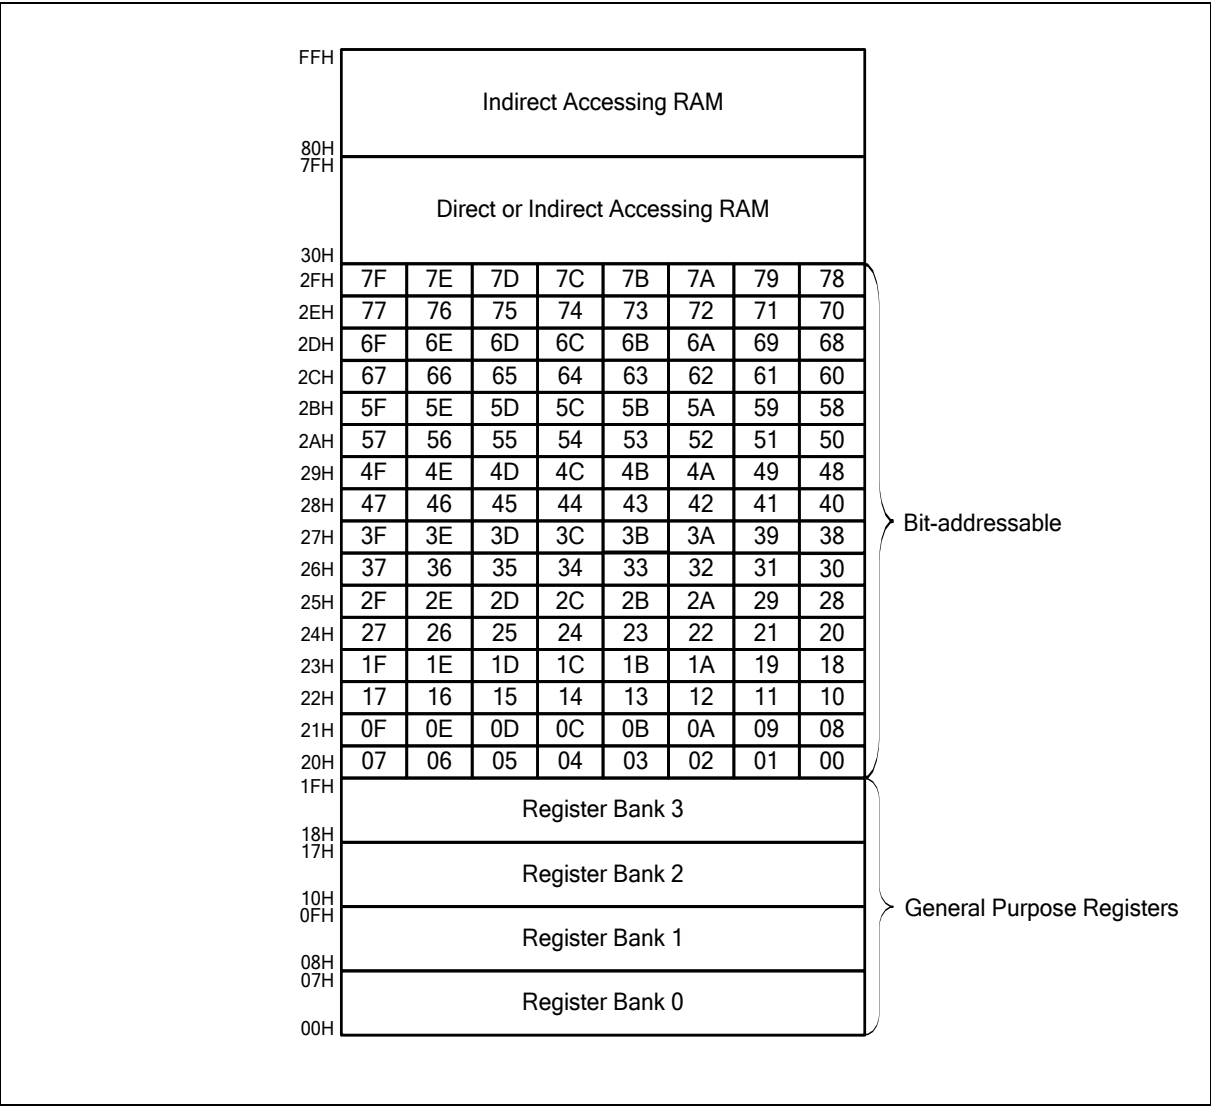 FFH
Indirect Accessing RAM
80H
7FH
Direct or Indirect Accessing RAM
30H
2FH 7F 7E 7D 7C 7B 7A 79 78
2EH 77 76 75 74 73 72 71 70
2DH 6F 6E 6D 6C 6B 6A 69 68
2CH 67 66 65 64 63 62 61 60
2BH 5F 5E 5D 5C 5B 5A 59 58
2AH 57 56 55 54 53 52 51 50
29H 4F 4E 4D 4C 4B 4A 49 48
28H 47 46 45 44 43 42 41 40
Bit-addressable
27H 3F 3E 3D 3C 3B 3A 39 38
26H 37 36 35 34 33 32 31 30
25H 2F 2E 2D 2C 2B 2A 29 28
24H 27 26 25 24 23 22 21 20
23H 1F 1E 1D 1C 1B 1A 19 18
22H 17 16 15 14 13 12 11 10
21H 0F 0E 0D 0C 0B 0A 09 08
20H 07 06 05 04 03 02 01 00
1FH
Register Bank 3
18H
17H
Register Bank 2
10H
General Purpose Registers
0FH
Register Bank 1
08H
07H
Register Bank 0
00H